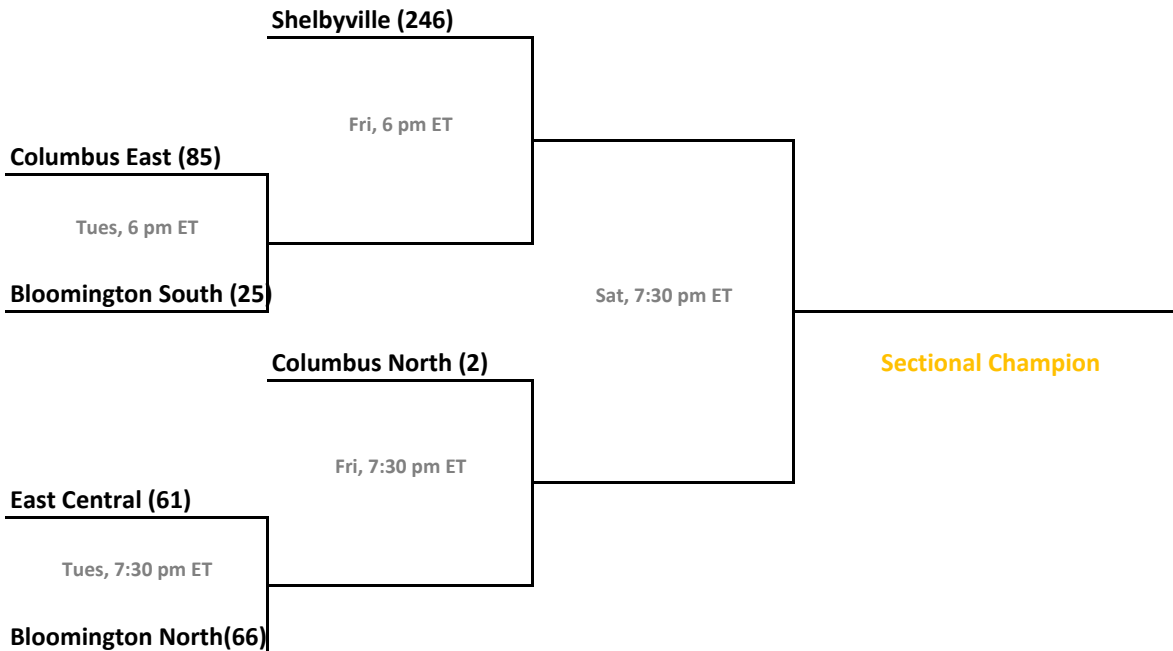 Shelbyville (246)
Fri, 6 pm ET
Columbus East (85)
Tues, 6 pm ET
Bloomington South (25)
Sat, 7:30 pm ET
Columbus North (2)
Sectional Champion
Fri, 7:30 pm ET
East Central (61)
Tues, 7:30 pm ET
Bloomington North(66)